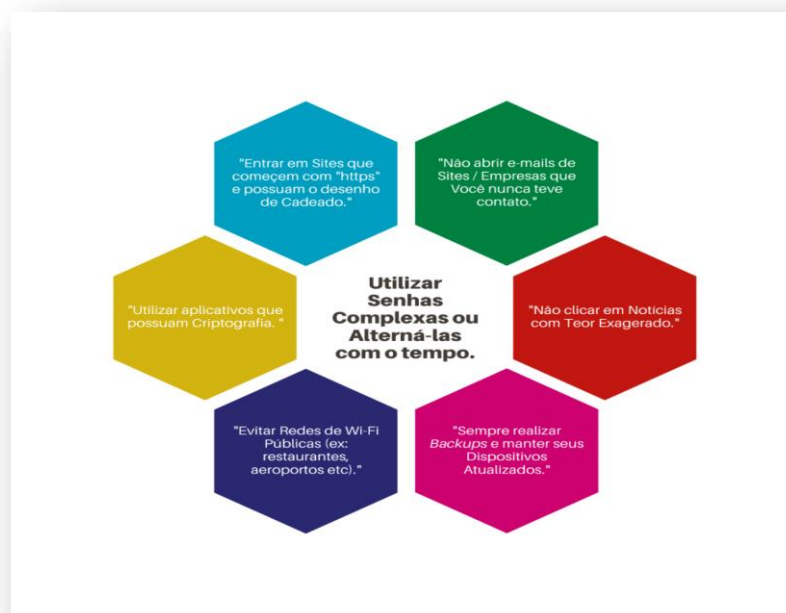 "Entrar em Sites que
começem com "https"
e possuam o desenho
de Cadeado."
"Não abrir e-mails de
Sites / Empresas que
Você nunca teve
contato."
"Utilizar aplicativos que
possuam Criptografia. "
Utilizar
Senhas
Complexas ou
Alterná-las
com o tempo.
"Não clicar em Notícias
com Teor Exagerado."
"Evitar Redes de Wi-Fi
Públicas (ex:
restaurantes,
aeroportos etc)."
"Sempre realizar
Backups e manter seus
Dispositivos
Atualizados."